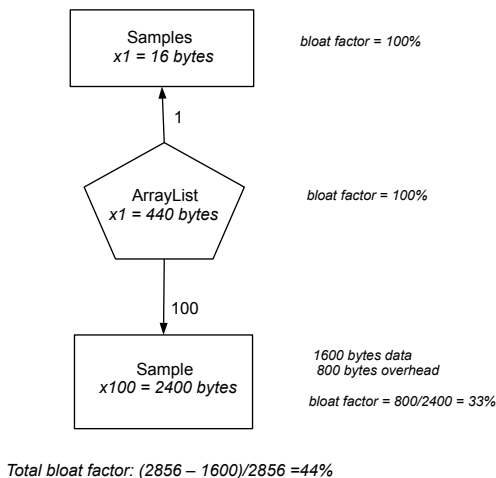 Samples
x1 = 16 bytes
bloat factor = 100%
1
ArrayList
x1 = 440 bytes
bloat factor = 100%
100
Sample
x100 = 2400 bytes
1600 bytes data
800 bytes overhead
bloat factor = 800/2400 = 33%
Total bloat factor: (2856 – 1600)/2856 =44%